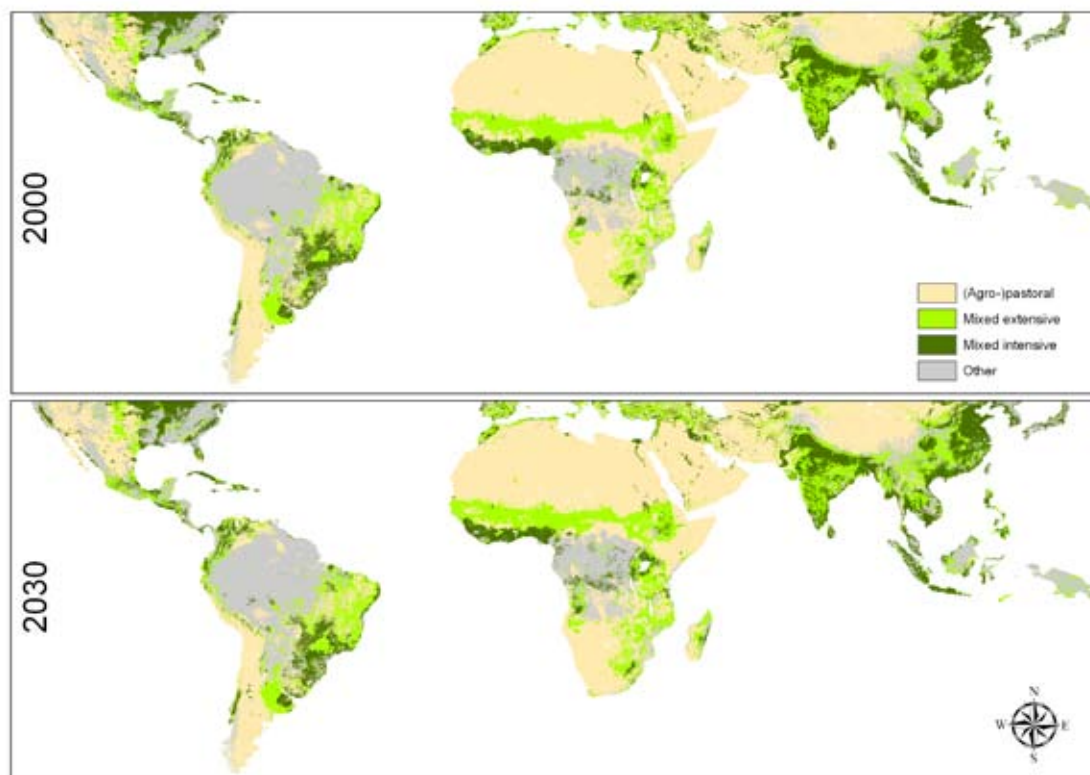 2000
(Agro-)pastoral
Mixed extensive
Mixed intensive
Other
2030
N
W
E
S